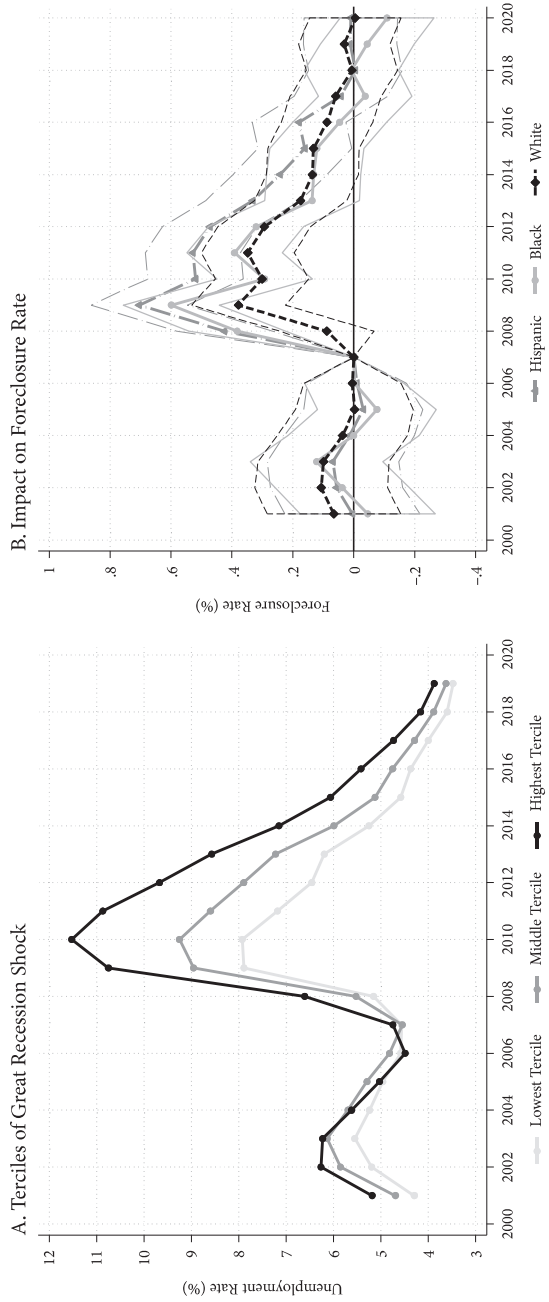 A. Terciles of Great Recession Shock
Unemployment Rate (%)
12
11
10
9
8
7
6
5
4
3
2000 2002 2004 2006 2008 2010 2012 2014 2016 2018 2020
Lowest Tercile Middle Tercile Highest Tercile
B. Impact on Foreclosure Rate
Foreclosure Rate (%)
1
.8
.6
.4
.2
0
−.2
−.4
2000 2002 2004 2006 2008 2010 2012 2014 2016 2018 2020
Hispanic Black White